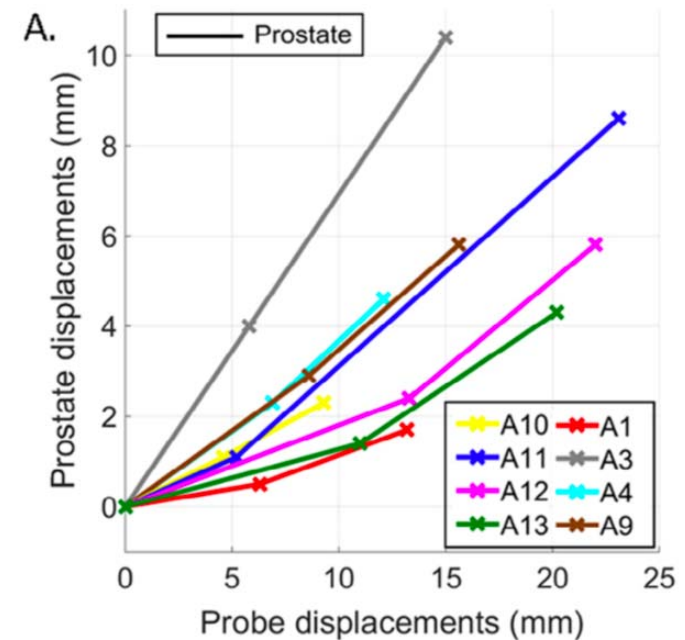 A.
Prostate
Prostate displacements (mm)
10
8
6
4
2
0
0 5 10 15 20 25
Probe displacements (mm)
A10 A1
A11 A3
A12 A4
A13 A9